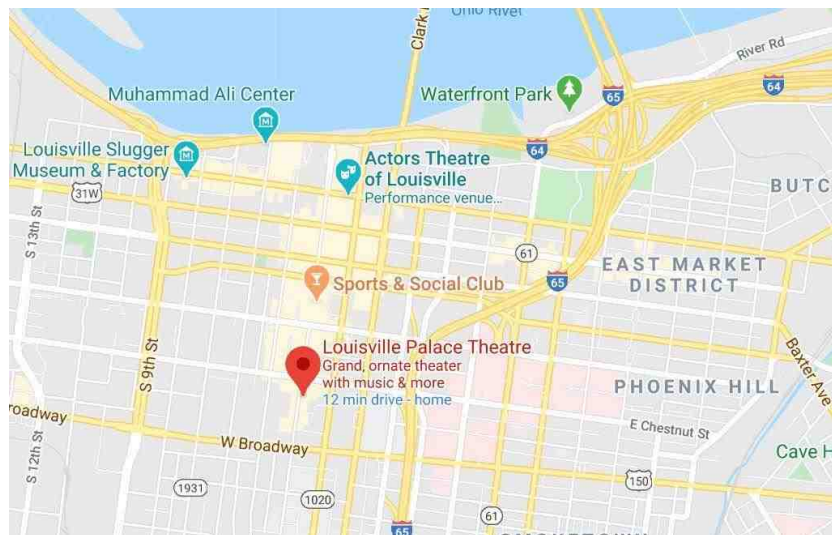 Ohio River
Clark
River Rd
65
64
Muhammad Ali Center
Waterfront Park
64
Louisville Slugger
Museum & Factory
Actors Theatre
of Louisville
Performance venue...
31W
BUTC
S 13th St
61
EAST MARKET
DISTRICT
65
Sports & Social Club
Louisville Palace Theatre
Grand, ornate theater
with music & more
12 min drive - home
S 9th St
Baxter Ave
PHOENIX HILL
roadway
E Chestnut St
W Broadway
S 12th St
Cave H
150
1931
1020
61
65